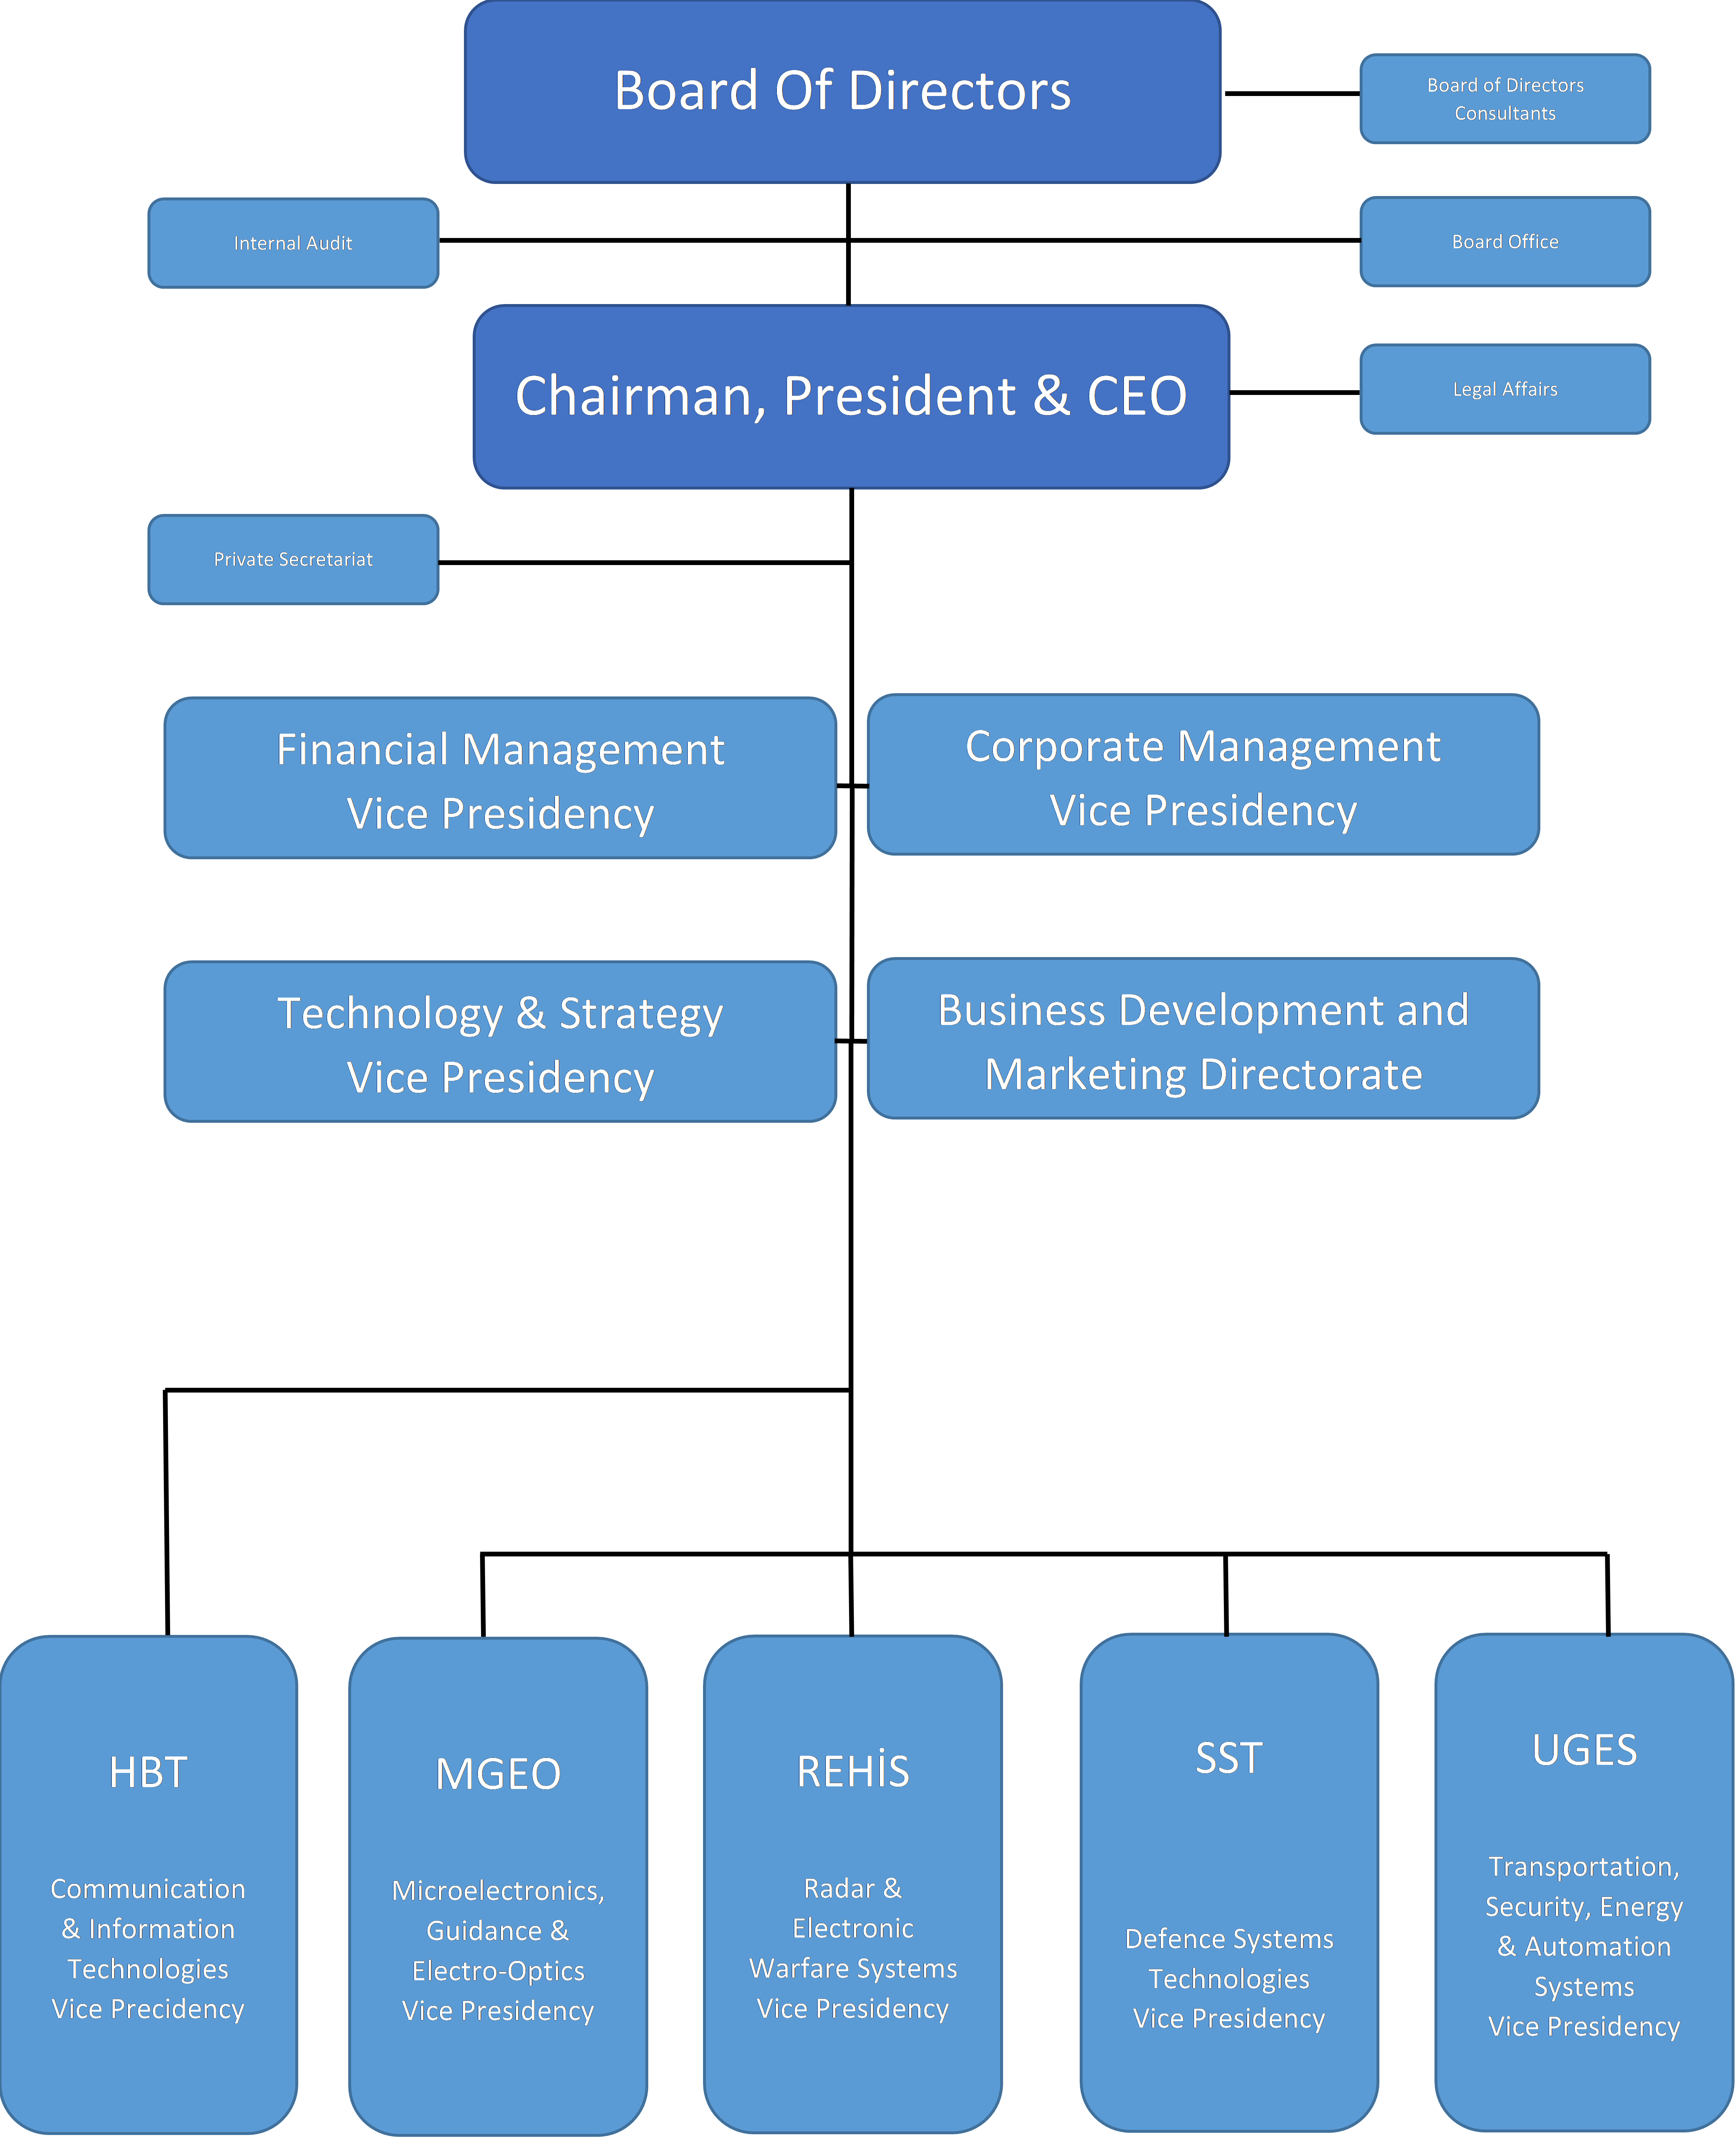 Board Of Directors
Board of Directors
Consultants
Internal Audit
Board Office
Chairman, President & CEO
Legal Affairs
Private Secretariat
Financial Management
Vice Presidency
Corporate Management
Vice Presidency
Technology & Strategy
Vice Presidency
Business Development and
Marketing Directorate
HBT
Communication
& Information
Technologies
Vice Precidency
MGEO
Microelectronics,
Guidance &
Electro-Optics
Vice Presidency
REHİS
Radar &
Electronic
Warfare Systems
Vice Presidency
SST
Defence Systems
Technologies
Vice Presidency
UGES
Transportation,
Security, Energy
& Automation
Systems
Vice Presidency